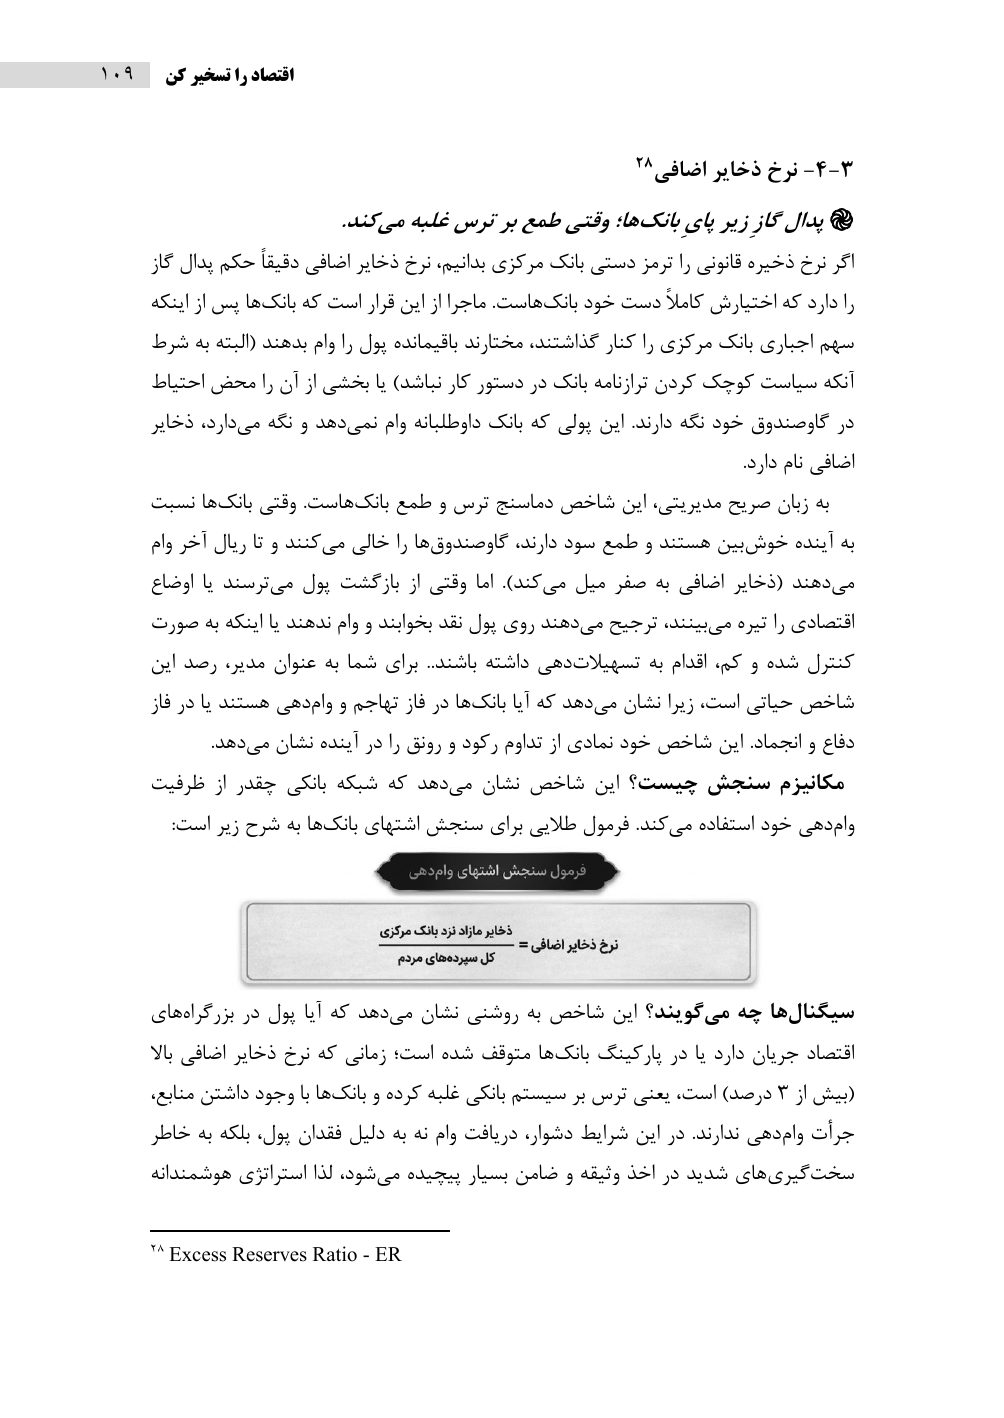 اقتصاد را تسخیر کن ۱۰۹
۳-۴- نرخ ذخایر اضافی۲۸
پدال گازِ زیر پایِ بانک‌ها؛ وقتی طمع بر ترس غلبه می‌کند.
اگر نرخ ذخیره قانونی را ترمز دستی بانک مرکزی بدانیم، نرخ ذخایر اضافی دقیقاً حکم پدال گاز
را دارد که اختیارش کاملاً دست خود بانک‌هاست. ماجرا از این قرار است که بانک‌ها پس از اینکه
سهم اجباری بانک مرکزی را کنار گذاشتند، مختارند باقیمانده پول را وام بدهند (البته به شرط
آنکه سیاست کوچک کردن ترازنامه بانک در دستور کار نباشد) یا بخشی از آن را محض احتیاط
در گاوصندوق خود نگه دارند. این پولی که بانک داوطلبانه وام نمی‌دهد و نگه می‌دارد، ذخایر
اضافی نام دارد.
به زبان صریح مدیریتی، این شاخص دماسنج ترس و طمع بانک‌هاست. وقتی بانک‌ها نسبت
به آینده خوش‌بین هستند و طمع سود دارند، گاوصندوق‌ها را خالی می‌کنند و تا ریال آخر وام
می‌دهند (ذخایر اضافی به صفر میل می‌کند). اما وقتی از بازگشت پول می‌ترسند یا اوضاع
اقتصادی را تیره می‌بینند، ترجیح می‌دهند روی پول نقد بخوابند و وام ندهند یا اینکه به صورت
کنترل شده و کم، اقدام به تسهیلات‌دهی داشته باشند.. برای شما به عنوان مدیر، رصد این
شاخص حیاتی است، زیرا نشان می‌دهد که آیا بانک‌ها در فاز تهاجم و وام‌دهی هستند یا در فاز
دفاع و انجماد. این شاخص خود نمادی از تداوم رکود و رونق را در آینده نشان می‌دهد.
مکانیزم سنجش چیست؟ این شاخص نشان می‌دهد که شبکه بانکی چقدر از ظرفیت
وام‌دهی خود استفاده می‌کند. فرمول طلایی برای سنجش اشتهای بانک‌ها به شرح زیر است:
فرمول سنجش اشتهای وام‌دهی
ذخایر مازاد نزد بانک مرکزی
نرخ ذخایر اضافی =
کل سپرده‌های مردم
سیگنال‌ها چه می‌گویند؟ این شاخص به روشنی نشان می‌دهد که آیا پول در بزرگراه‌های
اقتصاد جریان دارد یا در پارکینگ بانک‌ها متوقف شده است؛ زمانی که نرخ ذخایر اضافی بالا
(بیش از ۳ درصد) است، یعنی ترس بر سیستم بانکی غلبه کرده و بانک‌ها با وجود داشتن منابع،
جرأت وام‌دهی ندارند. در این شرایط دشوار، دریافت وام نه به دلیل فقدان پول، بلکه به خاطر
سخت‌گیری‌های شدید در اخذ وثیقه و ضامن بسیار پیچیده می‌شود، لذا استراتژی هوشمندانه
۲۸ Excess Reserves Ratio - ER